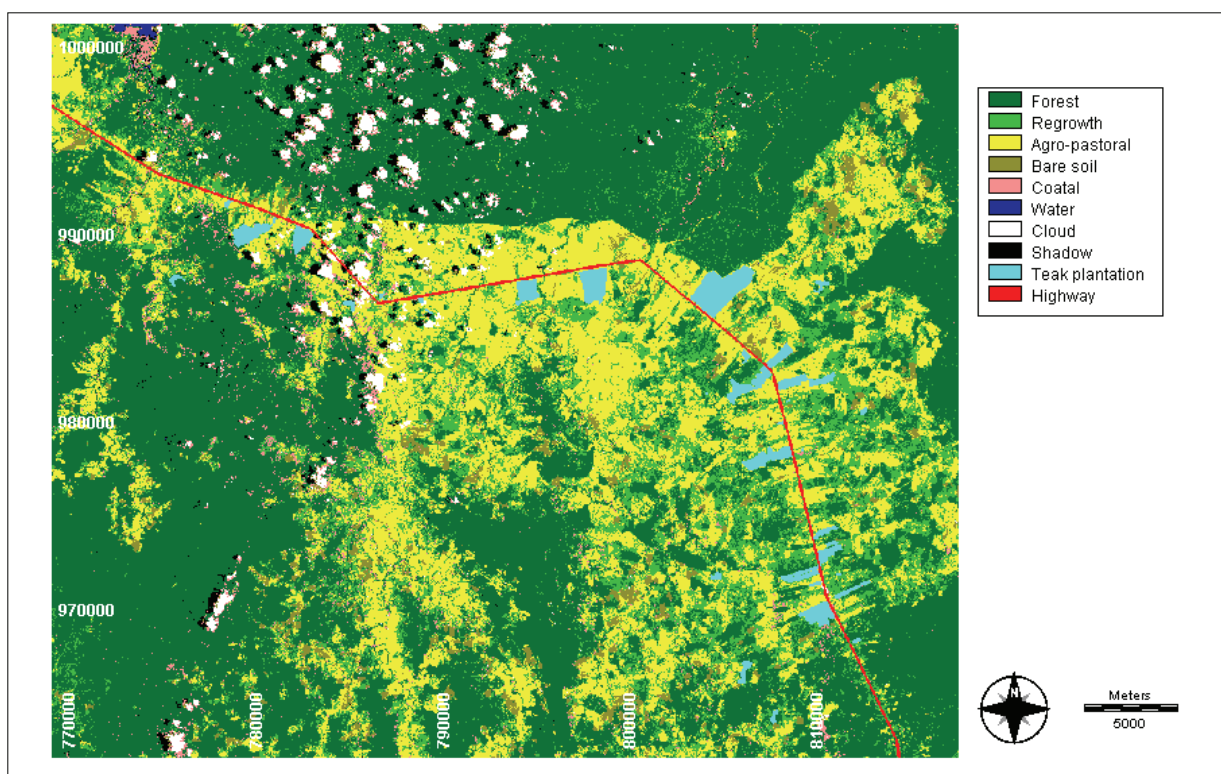 1000000
990000
980000
970000
770000
780000
790000
800000
810000
Forest
Regrowth
Agro-pastoral
Bare soil
Coatal
Water
Cloud
Shadow
Teak plantation
Highway
N
Meters
5000